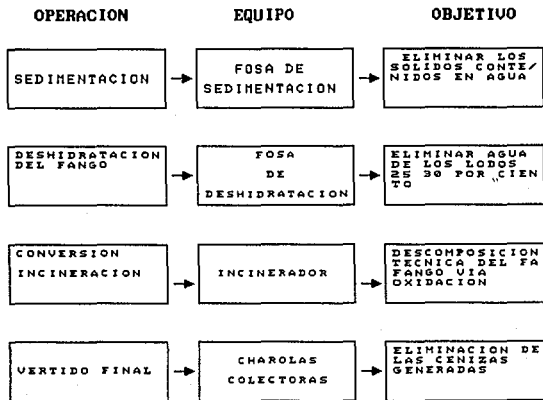 OPERACION EQUIPO OBJETIVO
SEDIMENTACION
FOSA DE
SEDIMENTACION
ELIMINAR LOS
SOLIDOS CONTE/
NIDOS EN AGUA
DESHIDRATACION
DEL FANGO
FOSA
DE
DESHIDRATACION
ELIMINAR AGUA
DE LOS LODOS
25 30 POR CIEN
TO
CONVERSION
INCINERACION
INCINERADOR
DESCOMPOSICION
TECNICA DEL FA
FANGO VIA
OXIDACION
VERTIDO FINAL
CHAROLAS
COLECTORAS
ELIMINACION DE
LAS CENIZAS
GENERADAS